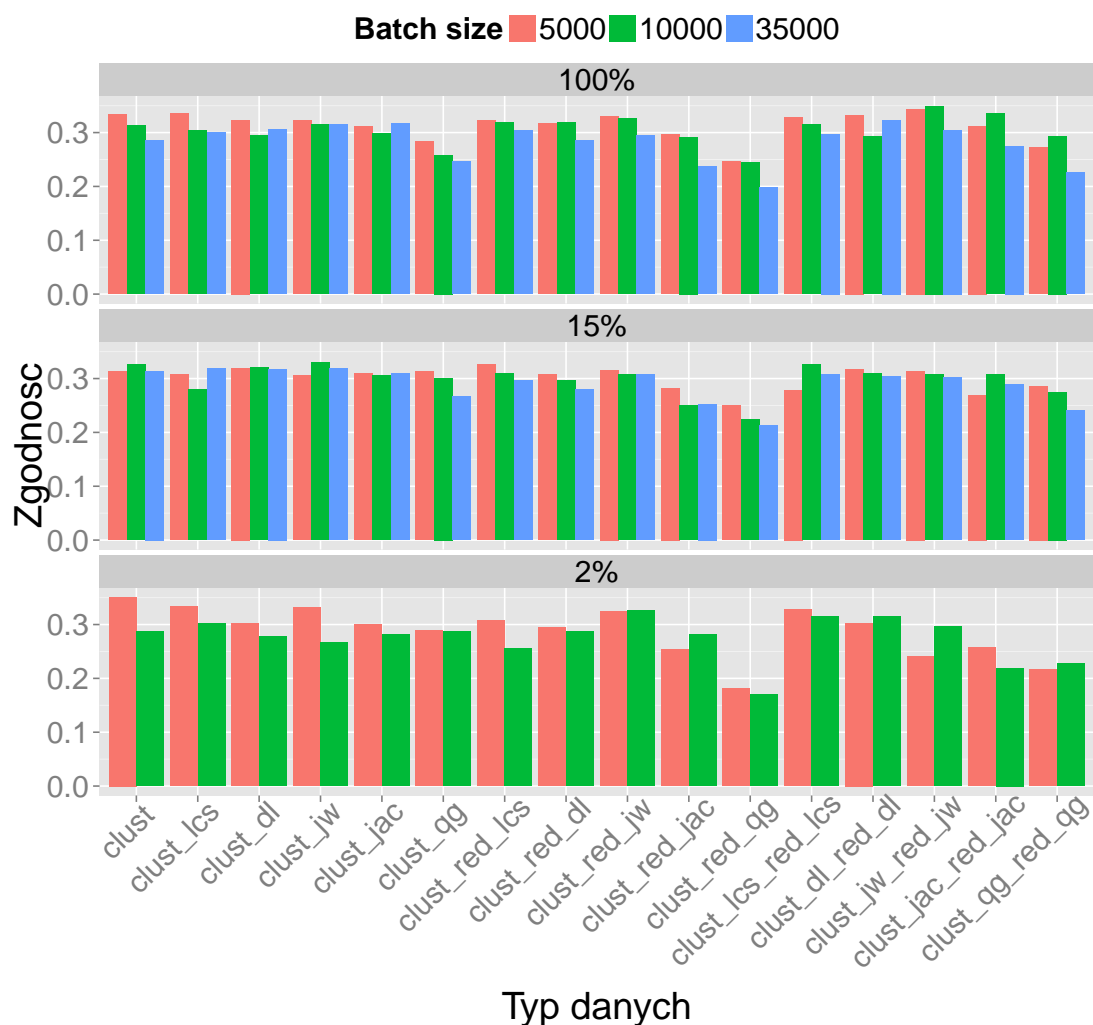 Batch size 5000 10000 35000
100%
0.3
0.2
0.1
0.0
15%
0.3
0.2
0.1
0.0
2%
0.3
0.2
0.1
0.0
Zgodnosc
clust
clust_lcs
clust_dl
clust_jw
clust_jac
clust_qg
clust_red_lcs
clust_red_dl
clust_red_jw
clust_red_jac
clust_red_qg
clust_lcs_red_lcs
clust_dl_red_dl
clust_jw_red_jw
clust_jac_red_jac
clust_qg_red_qg
Typ danych